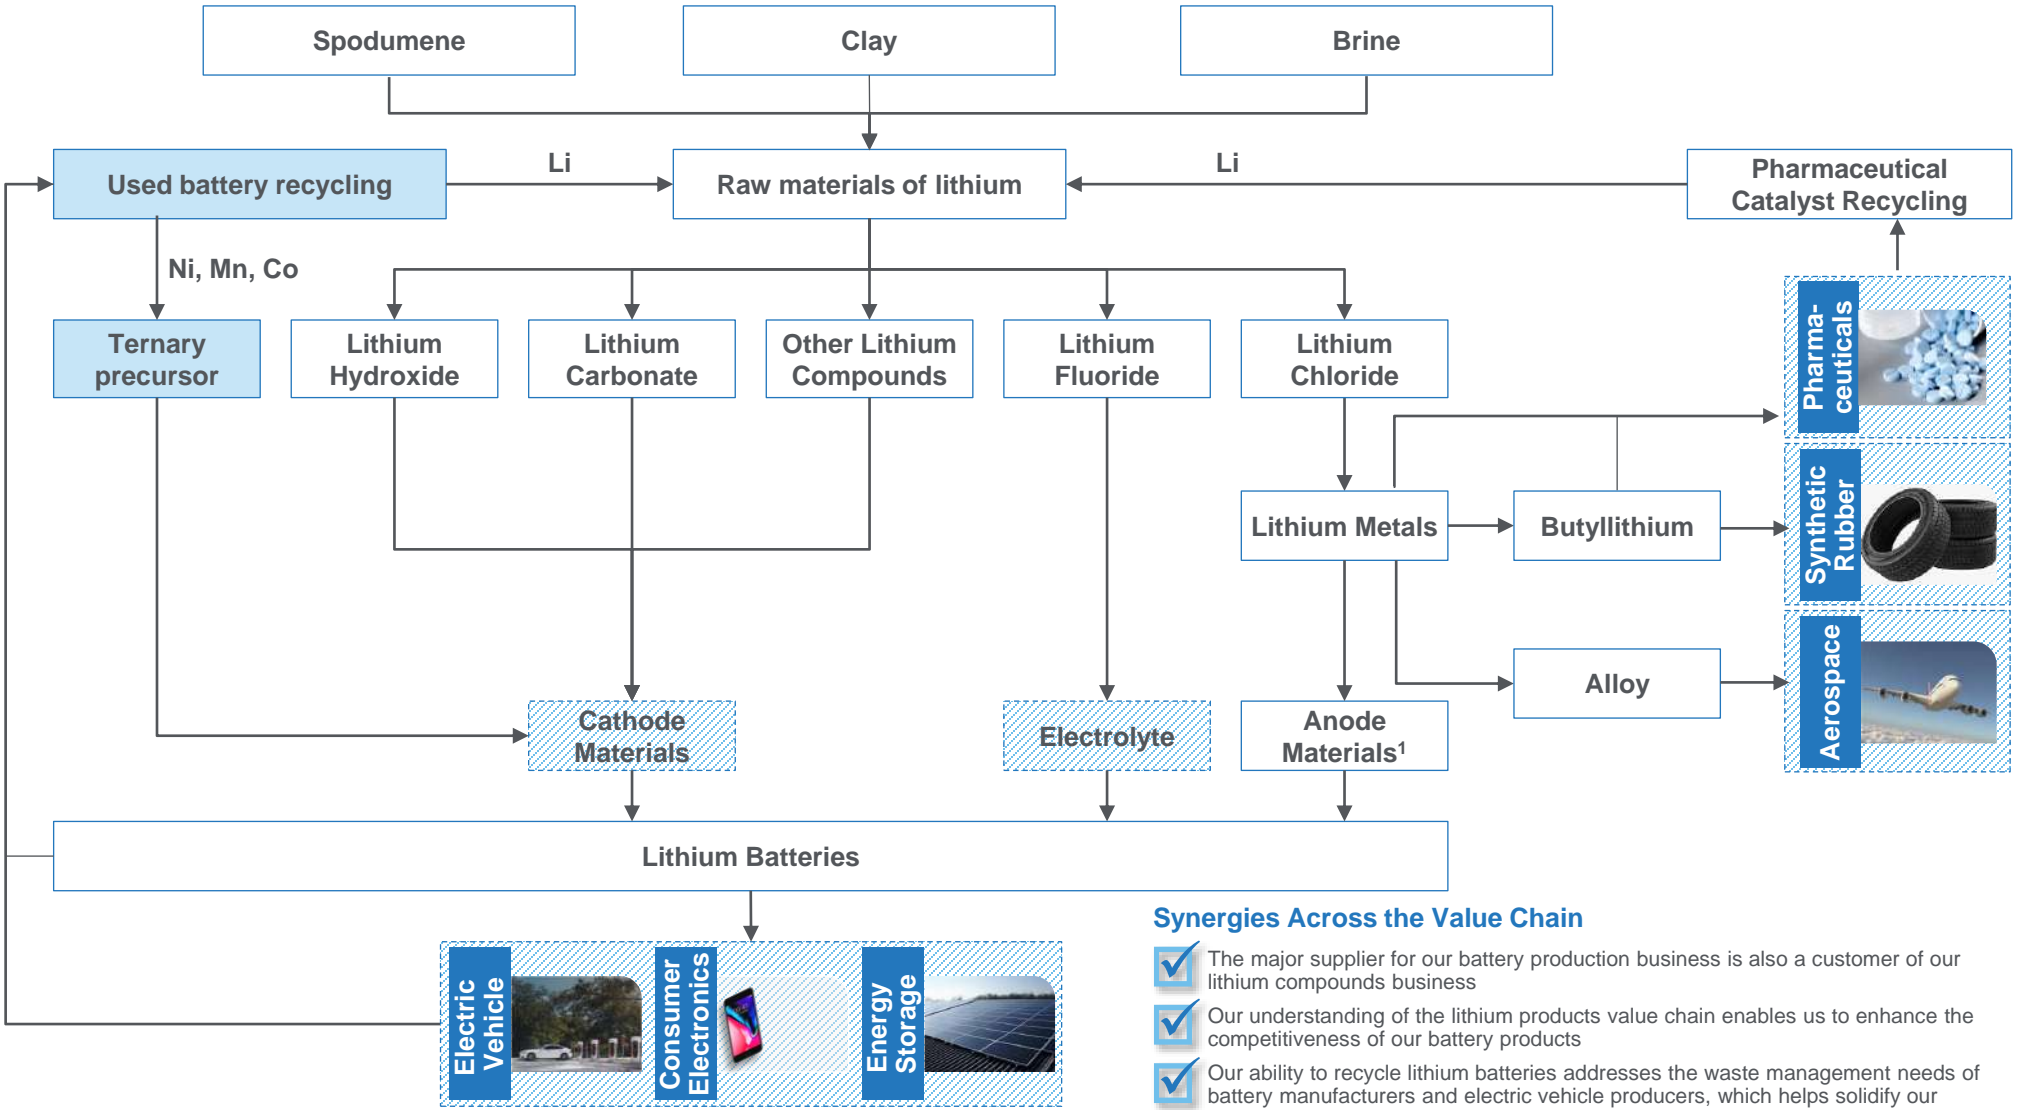 Spodumene
Clay
Brine
Used battery recycling
Li
Raw materials of lithium
Li
Pharmaceutical
Catalyst Recycling
Ni, Mn, Co
Ternary
precursor
Lithium
Hydroxide
Lithium
Carbonate
Other Lithium
Compounds
Lithium
Fluoride
Lithium
Chloride
Pharma-
ceuticals
Lithium Metals
Butyllithium
Synthetic
Rubber
Alloy
Aerospace
Cathode
Materials
Electrolyte
Anode
Materials¹
Lithium Batteries
Electric
Vehicle
Consumer
Electronics
Energy
Storage
Synergies Across the Value Chain
The major supplier for our battery production business is also a customer of our
lithium compounds business
Our understanding of the lithium products value chain enables us to enhance the
competitiveness of our battery products
Our ability to recycle lithium batteries addresses the waste management needs of
battery manufacturers and electric vehicle producers, which helps solidify our